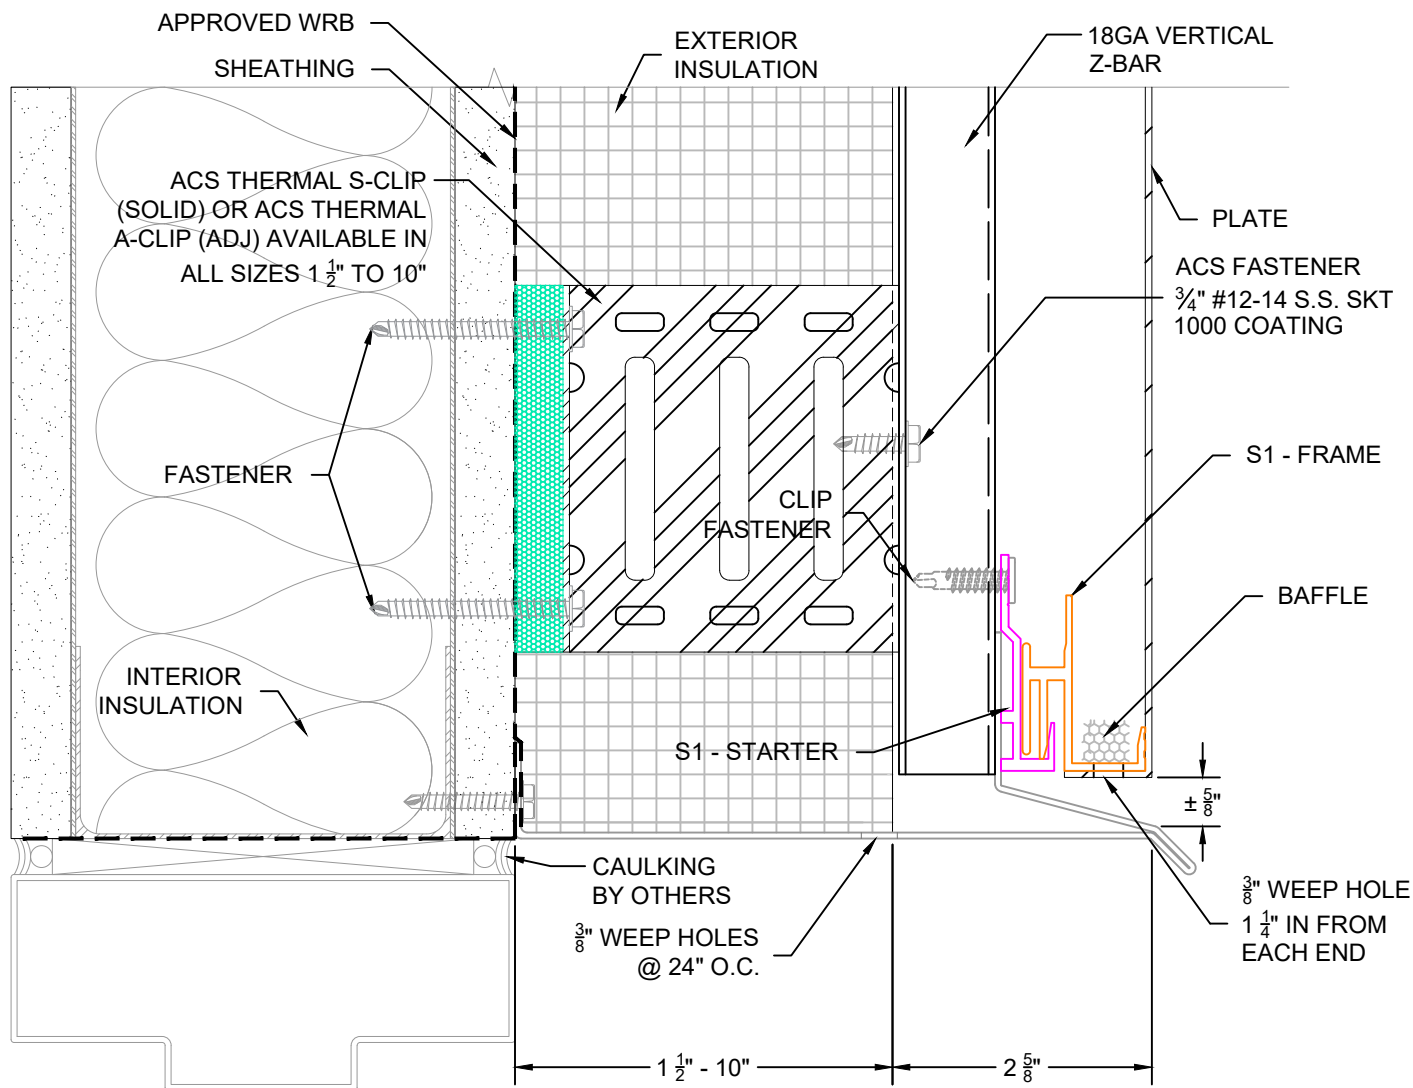 APPROVED WRB
SHEATHING
EXTERIOR
INSULATION
18GA VERTICAL
Z-BAR
ACS THERMAL S-CLIP
(SOLID) OR ACS THERMAL
A-CLIP (ADJ) AVAILABLE IN
ALL SIZES 1 1/2" TO 10"
PLATE
ACS FASTENER
3/4" #12-14 S.S. SKT
1000 COATING
FASTENER
CLIP
FASTENER
S1 - FRAME
BAFFLE
INTERIOR
INSULATION
S1 - STARTER
± 5/8"
CAULKING
BY OTHERS
3/8" WEEP HOLES
@ 24" O.C.
3/8" WEEP HOLE
1 1/4" IN FROM
EACH END
1 1/2" - 10"
2 5/8"